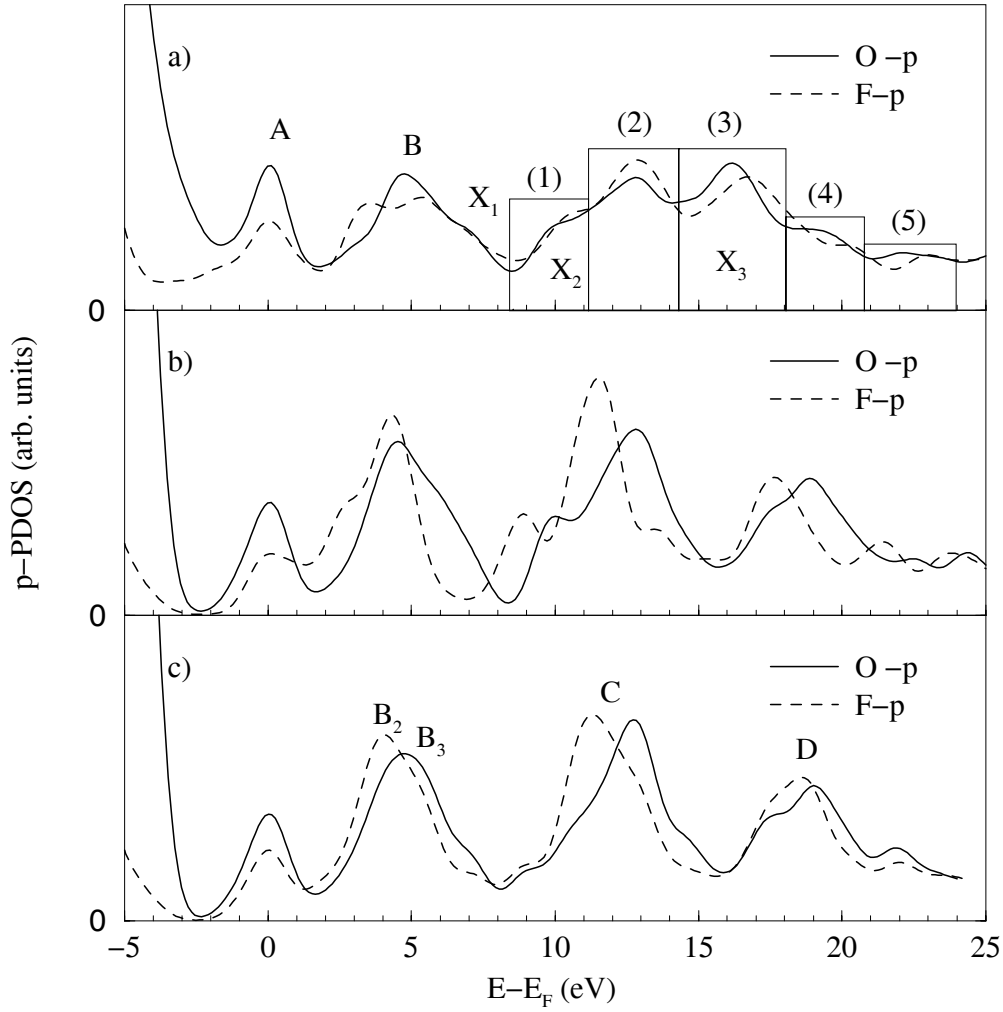 a)
O −p
F−p
A
B
X₁
(1)
X₂
(2)
(3)
X₃
(4)
(5)
0
b)
O −p
F−p
p−PDOS (arb. units)
0
c)
O −p
F−p
B₂
B₃
C
D
0
−5 0 5 10 15 20 25
E−E_F (eV)